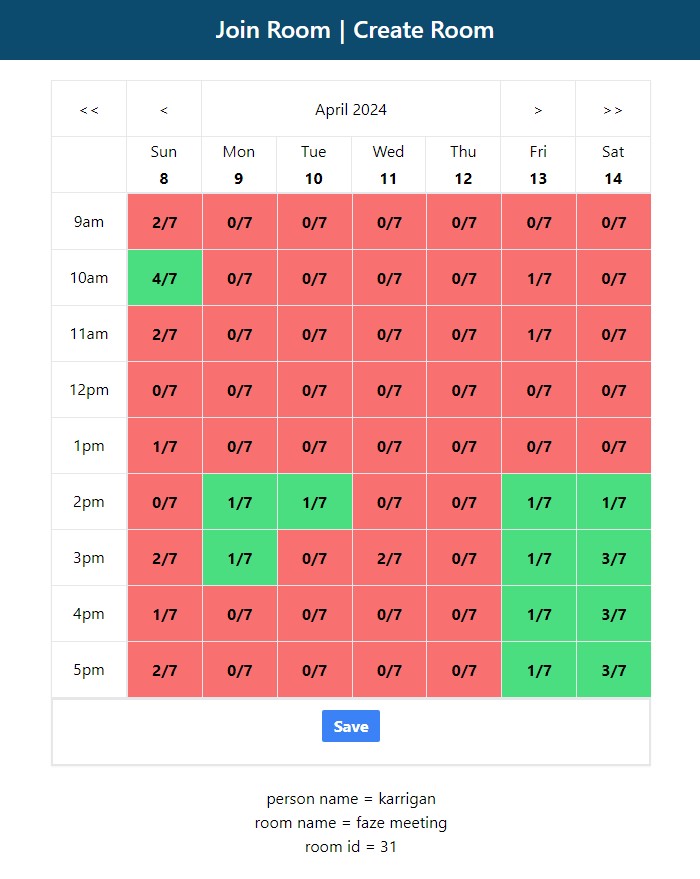 Join Room | Create Room
<< < April 2024 > >>
Sun Mon Tue Wed Thu Fri Sat
8 9 10 11 12 13 14
9am 2/7 0/7 0/7 0/7 0/7 0/7 0/7
10am 4/7 0/7 0/7 0/7 0/7 1/7 0/7
11am 2/7 0/7 0/7 0/7 0/7 1/7 0/7
12pm 0/7 0/7 0/7 0/7 0/7 0/7 0/7
1pm 1/7 0/7 0/7 0/7 0/7 0/7 0/7
2pm 0/7 1/7 1/7 0/7 0/7 1/7 1/7
3pm 2/7 1/7 0/7 2/7 0/7 1/7 3/7
4pm 1/7 0/7 0/7 0/7 0/7 1/7 3/7
5pm 2/7 0/7 0/7 0/7 0/7 1/7 3/7
Save
person name = karrigan
room name = faze meeting
room id = 31